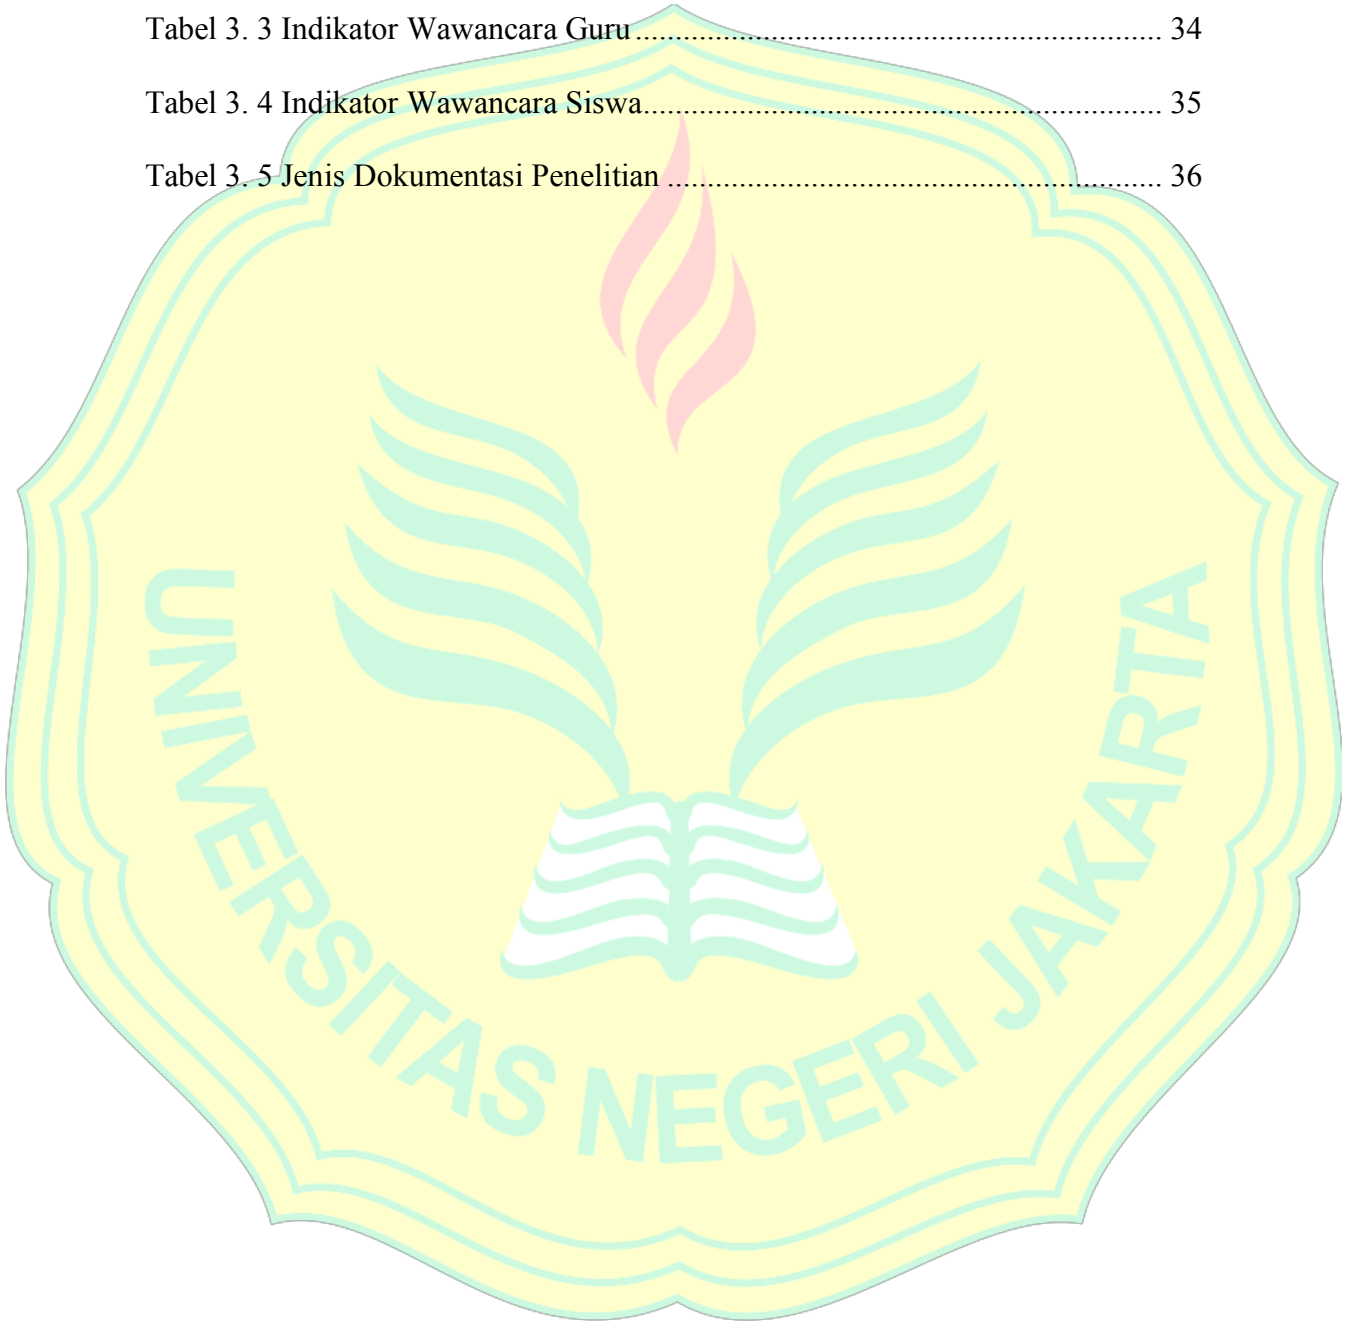 Tabel 3. 3 Indikator Wawancara Guru .................................................................. 34
Tabel 3. 4 Indikator Wawancara Siswa................................................................. 35
Tabel 3. 5 Jenis Dokumentasi Penelitian .............................................................. 36
UNIVERSITAS NEGERI JAKARTA